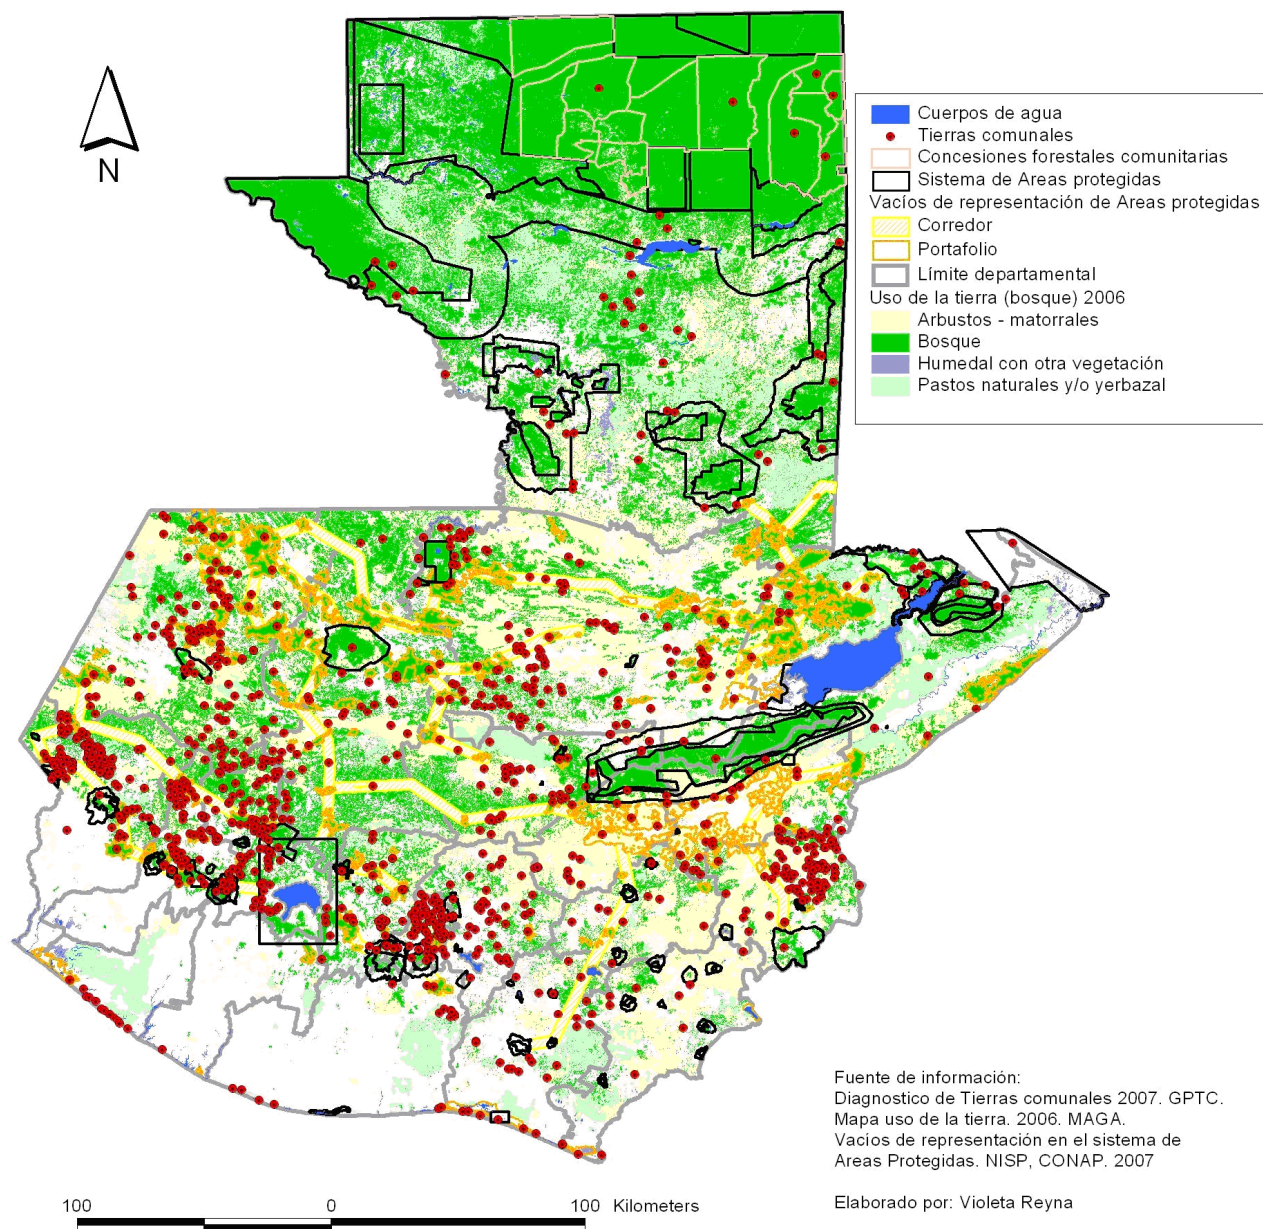 N
Cuerpos de agua
Tierras comunales
Concesiones forestales comunitarias
Sistema de Areas protegidas
Vacíos de representación de Areas protegidas
Corredor
Portafolio
Límite departamental
Uso de la tierra (bosque) 2006
Arbustos - matorrales
Bosque
Humedal con otra vegetación
Pastos naturales y/o yerbazal
Fuente de información:
Diagnostico de Tierras comunales 2007. GPTC.
Mapa uso de la tierra. 2006. MAGA.
Vacios de representación en el sistema de
Areas Protegidas. NISP, CONAP. 2007
Elaborado por: Violeta Reyna
100 0 100 Kilometers